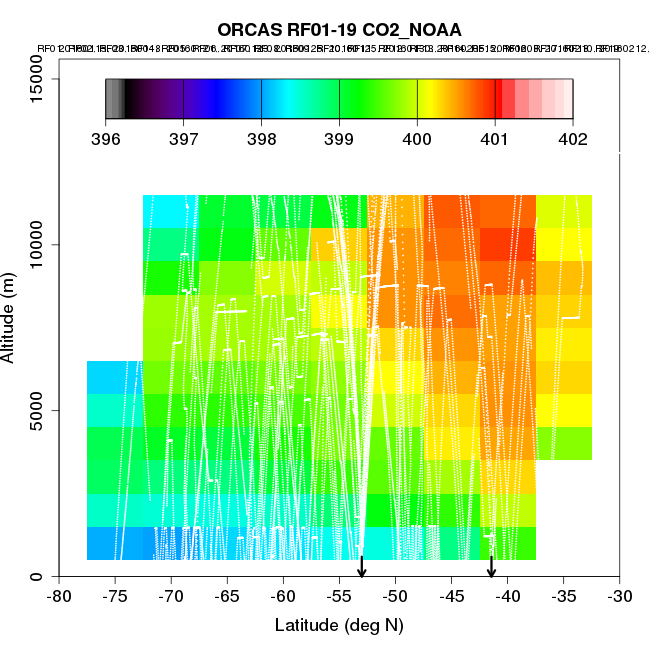 ORCAS RF01-19 CO2_NOAA
396 397 398 399 400 401 402
15000
10000
5000
0
Altitude (m)
-80 -75 -70 -65 -60 -55 -50 -45 -40 -35 -30
Latitude (deg N)